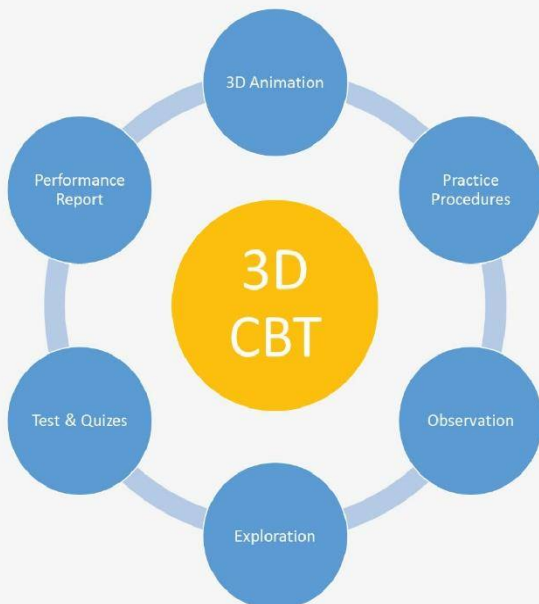 3D Animation
Practice
Procedures
Observation
Exploration
Test & Quizes
Performance
Report
3D
CBT